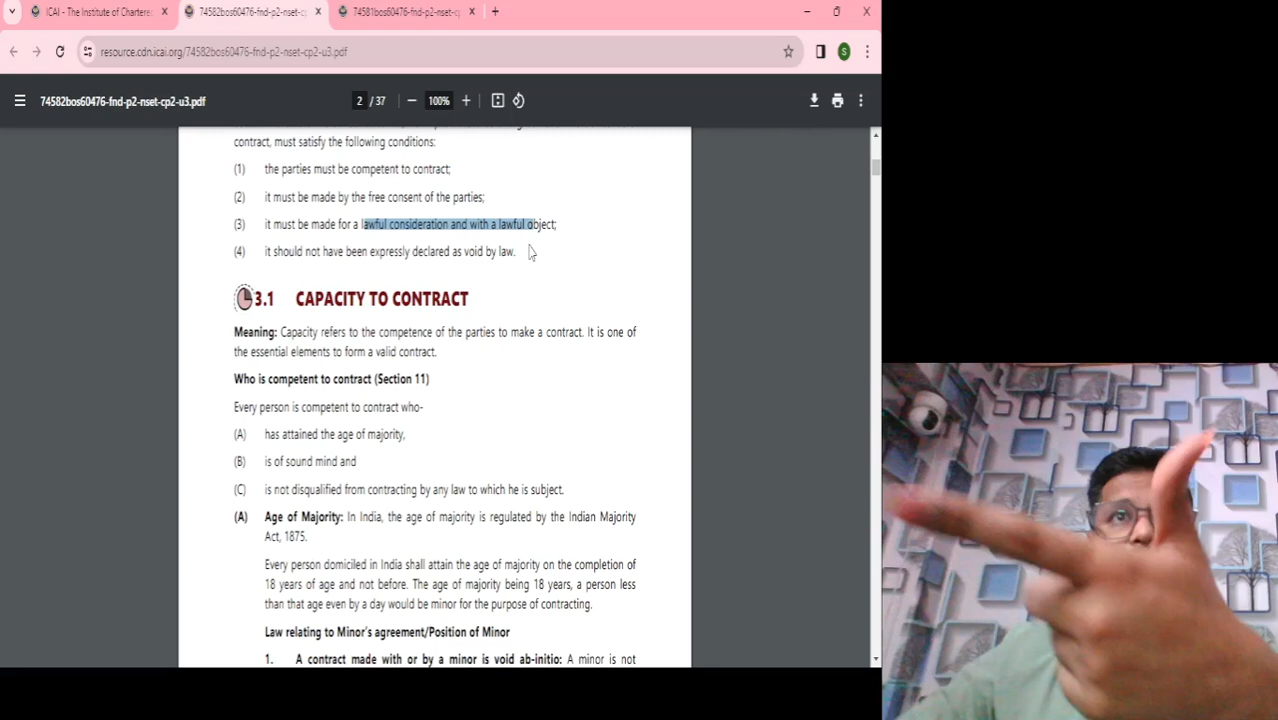 ICAI - The Institute of Chartere
74582bos60476-fnd-p2-nset-c
74581bos60476-fnd-p2-nset-c
resource.cdn.icai.org/74582bos60476-fnd-p2-nset-cp2-u3.pdf
S
74582bos60476-fnd-p2-nset-cp2-u3.pdf
2 / 37
100%
contract, must satisfy the following conditions:
(1) the parties must be competent to contract;
(2) it must be made by the free consent of the parties;
(3) it must be made for a lawful consideration and with a lawful object;
(4) it should not have been expressly declared as void by law.
3.1 CAPACITY TO CONTRACT
Meaning: Capacity refers to the competence of the parties to make a contract. It is one of
the essential elements to form a valid contract.
Who is competent to contract (Section 11)
Every person is competent to contract who-
(A) has attained the age of majority,
(B) is of sound mind and
(C) is not disqualified from contracting by any law to which he is subject.
(A) Age of Majority: In India, the age of majority is regulated by the Indian Majority
Act, 1875.
Every person domiciled in India shall attain the age of majority on the completion of
18 years of age and not before. The age of majority being 18 years, a person less
than that age even by a day would be minor for the purpose of contracting.
Law relating to Minor's agreement/Position of Minor
1. A contract made with or by a minor is void ab-initio: A minor is not